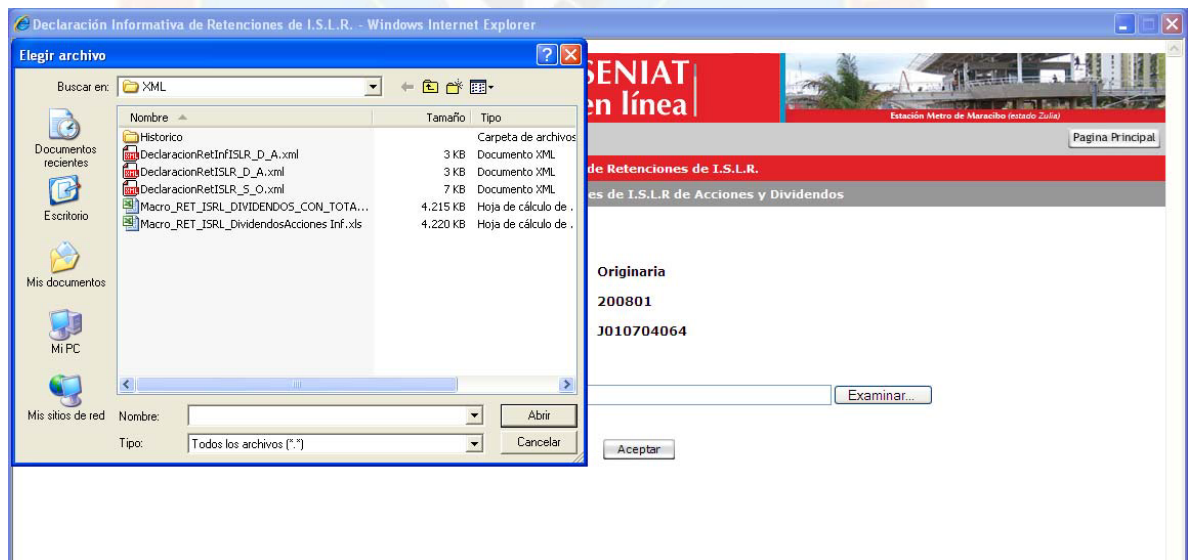 Declaración Informativa de Retenciones de I.S.L.R. - Windows Internet Explorer
Elegir archivo
Buscar en:
XML
Nombre
Tamaño
Tipo
Historico
Carpeta de archivos
DeclaracionRetInfISLR_D_A.xml
3 KB
Documento XML
DeclaracionRetISLR_D_A.xml
3 KB
Documento XML
DeclaracionRetISLR_S_O.xml
7 KB
Documento XML
Macro_RET_ISRL_DIVIDENDOS_CON_TOTA...
4.215 KB
Hoja de cálculo de .
Macro_RET_ISRL_DividendosAcciones Inf.xls
4.220 KB
Hoja de cálculo de .
Documentos
recientes
Escritorio
Mis documentos
Mi PC
Mis sitios de red
Nombre:
Abrir
Tipo:
Todos los archivos (*.*)
Cancelar
SENIAT
en línea
Estación Metro de Maracibo (estado Zulia)
Pagina Principal
de Retenciones de I.S.L.R.
es de I.S.L.R de Acciones y Dividendos
Originaria
200801
J010704064
Examinar...
Aceptar